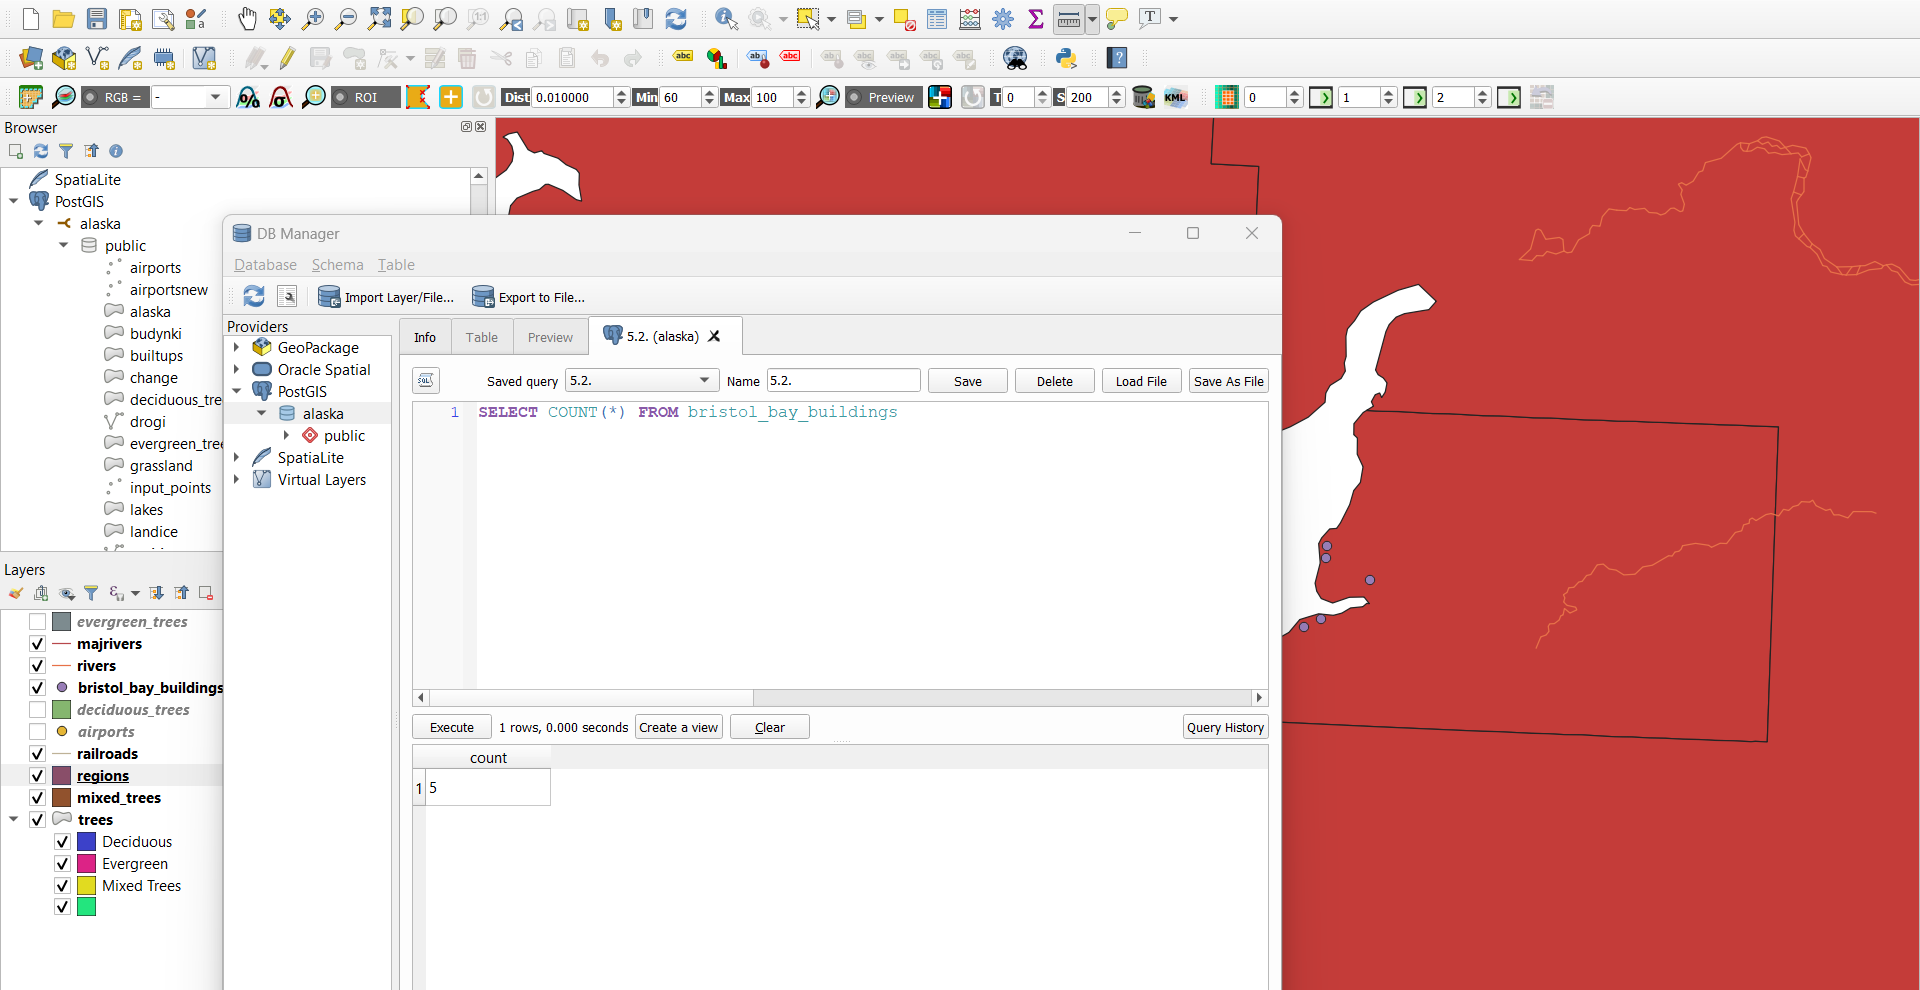 RGB = - ROI Dist 0.010000 Min 60 Max 100 Preview T 0 S 200 KML 0 1 2
Browser
SpatiaLite
PostGIS
alaska
public
airports
airportsnew
alaska
budynki
builtups
change
deciduous_tre
drogi
evergreen_tre
grassland
input_points
lakes
landice
Layers
evergreen_trees
majrivers
rivers
bristol_bay_buildings
deciduous_trees
airports
railroads
regions
mixed_trees
trees
Deciduous
Evergreen
Mixed Trees
DB Manager
Database Schema Table
Import Layer/File... Export to File...
Providers
GeoPackage
Oracle Spatial
PostGIS
alaska
public
SpatiaLite
Virtual Layers
Info Table Preview 5.2. (alaska)
SQL Saved query 5.2. Name 5.2. Save Delete Load File Save As File
1 SELECT COUNT(*) FROM bristol_bay_buildings
Execute 1 rows, 0.000 seconds Create a view Clear Query History
count
1 5